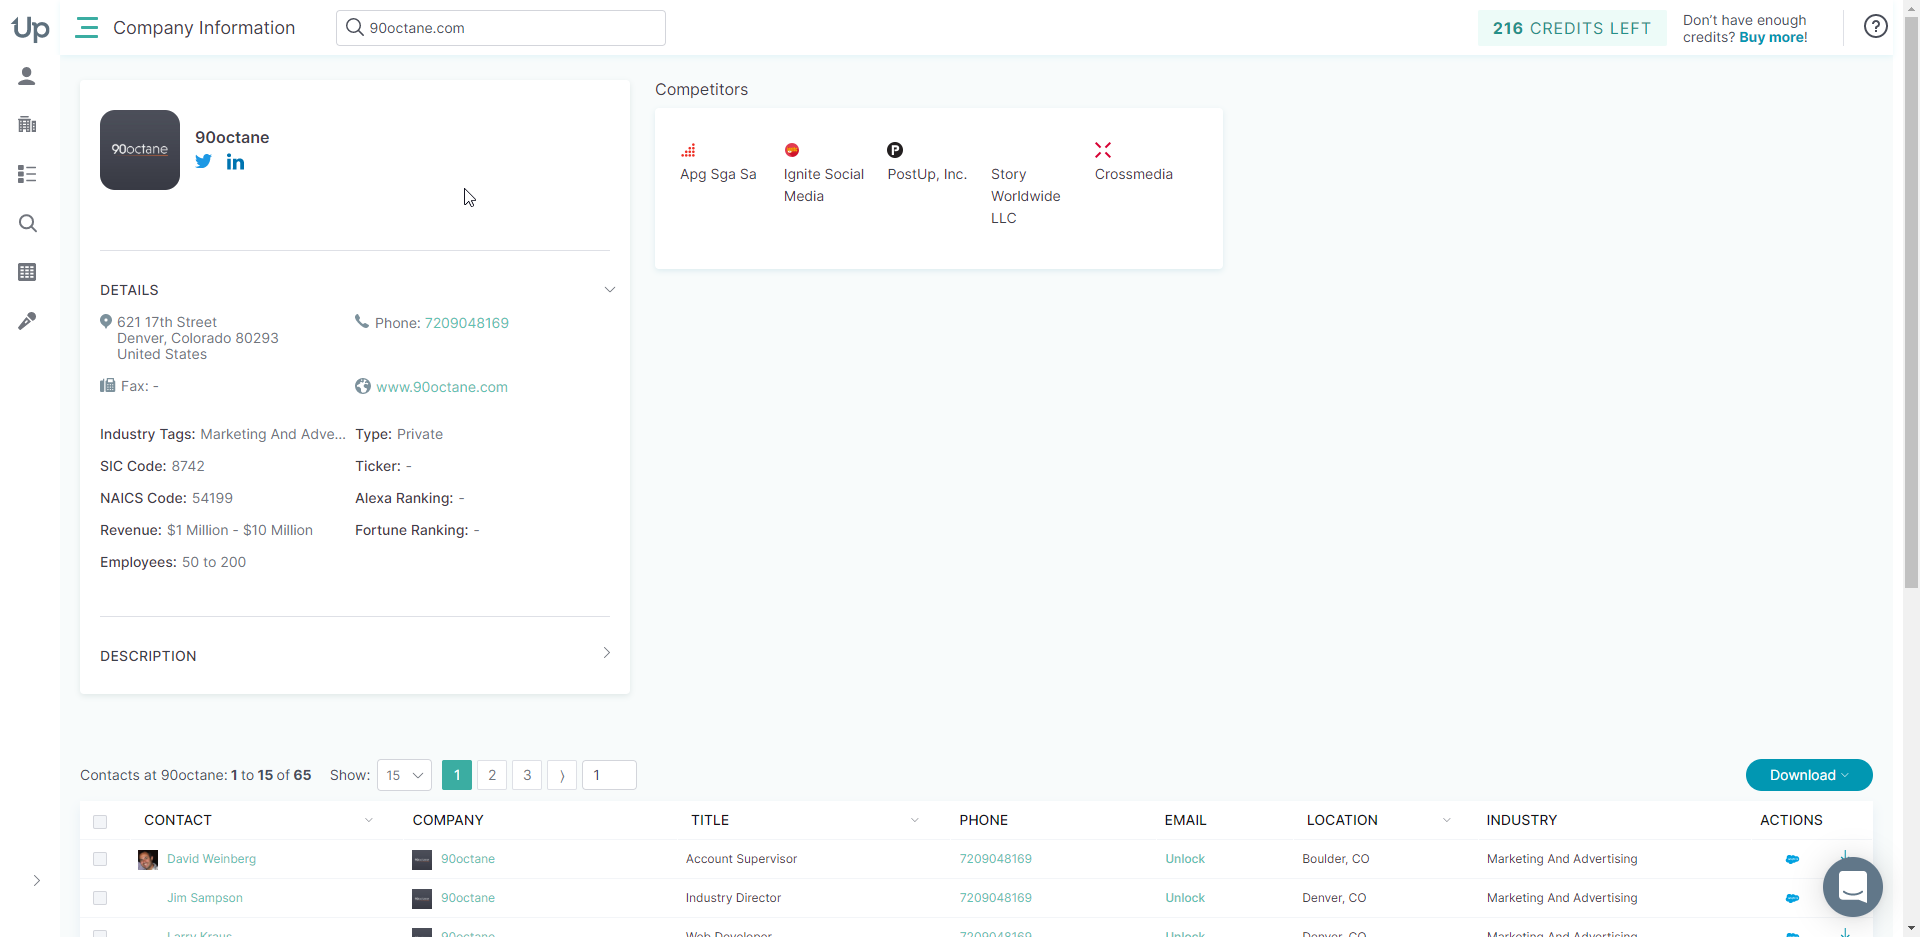 Up
Company Information
90octane.com
216 CREDITS LEFT
Don't have enough
credits? Buy more!
90octane
90octane
DETAILS
621 17th Street
Denver, Colorado 80293
United States
Phone: 7209048169
Fax: -
www.90octane.com
Industry Tags: Marketing And Adve...
Type: Private
SIC Code: 8742
Ticker: -
NAICS Code: 54199
Alexa Ranking: -
Revenue: $1 Million - $10 Million
Fortune Ranking: -
Employees: 50 to 200
DESCRIPTION
Competitors
Apg Sga Sa
Ignite Social
Media
PostUp, Inc.
Story
Worldwide
LLC
Crossmedia
Contacts at 90octane: 1 to 15 of 65
Show: 15
1 2 3 ⟩ 1
Download
CONTACT COMPANY TITLE PHONE EMAIL LOCATION INDUSTRY ACTIONS
David Weinberg 90octane Account Supervisor 7209048169 Unlock Boulder, CO Marketing And Advertising
Jim Sampson 90octane Industry Director 7209048169 Unlock Denver, CO Marketing And Advertising
Larry Kraus 90octane Web Developer 7209048169 Unlock Denver, CO Marketing And Advertising